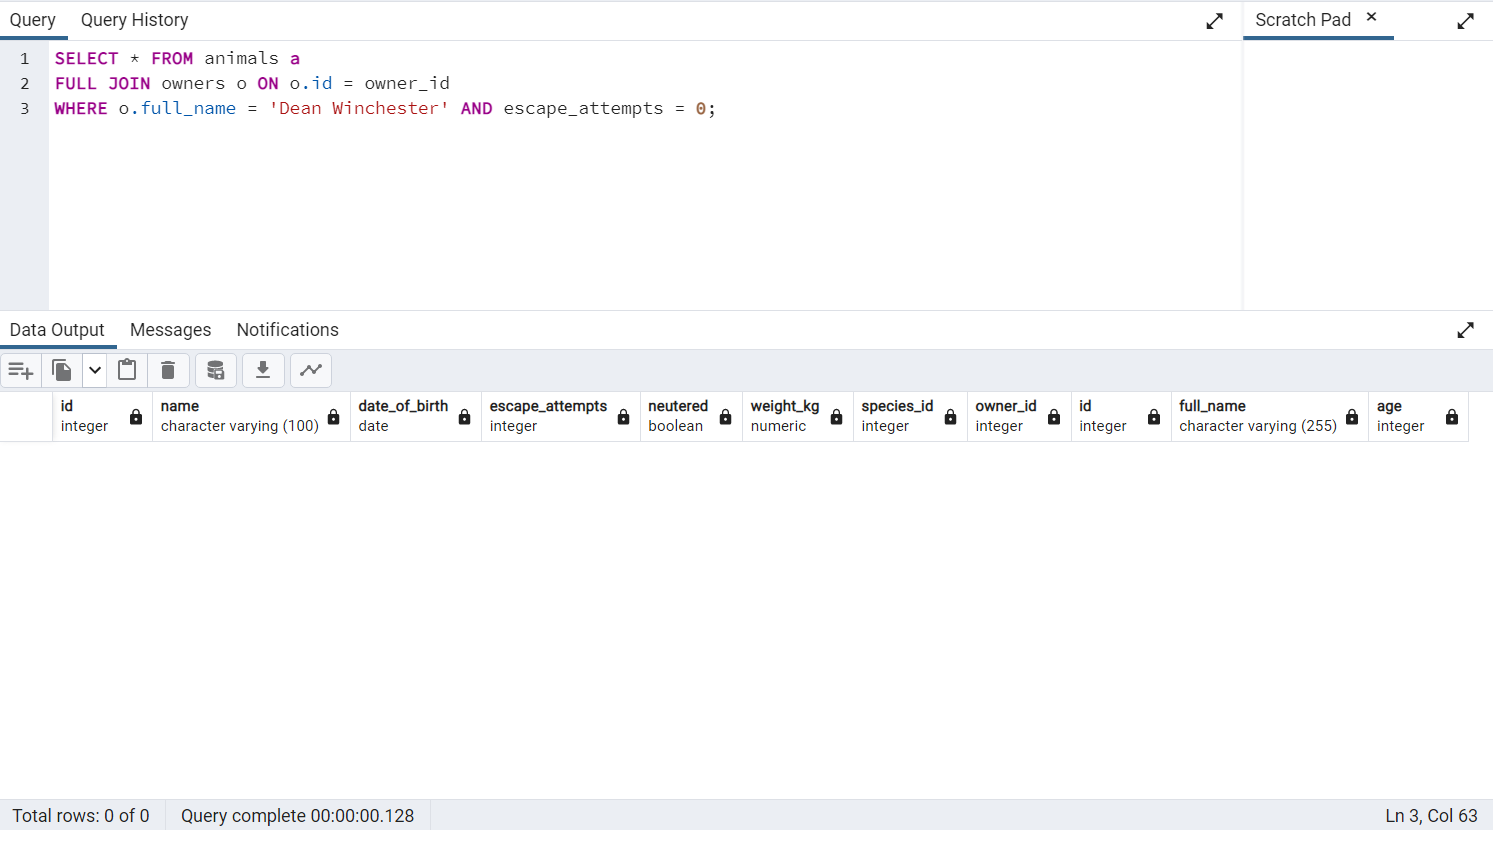 Query Query History Scratch Pad ×
1 SELECT * FROM animals a
2 FULL JOIN owners o ON o.id = owner_id
3 WHERE o.full_name = 'Dean Winchester' AND escape_attempts = 0;
Data Output Messages Notifications
id name date_of_birth escape_attempts neutered weight_kg species_id owner_id id full_name age
integer character varying (100) date integer boolean numeric integer integer integer character varying (255) integer
Total rows: 0 of 0 Query complete 00:00:00.128 Ln 3, Col 63